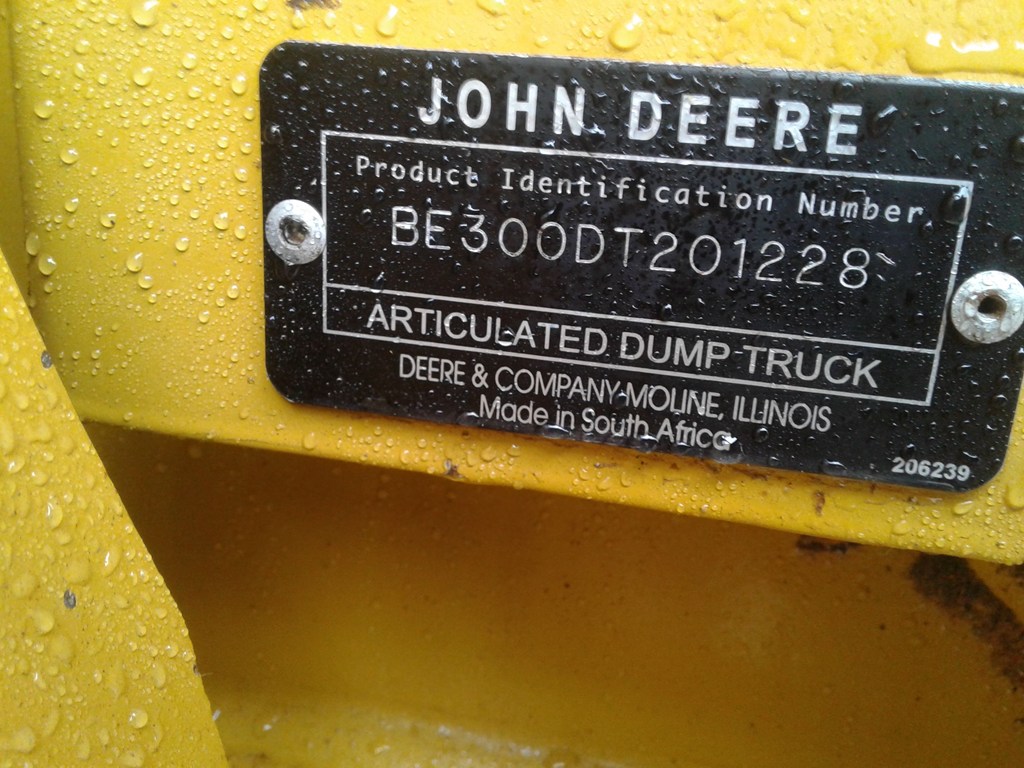 JOHN DEERE
Product Identification Number
BE300DT201228
ARTICULATED DUMP TRUCK
DEERE & COMPANY MOLINE, ILLINOIS
Made in South Africa
206239